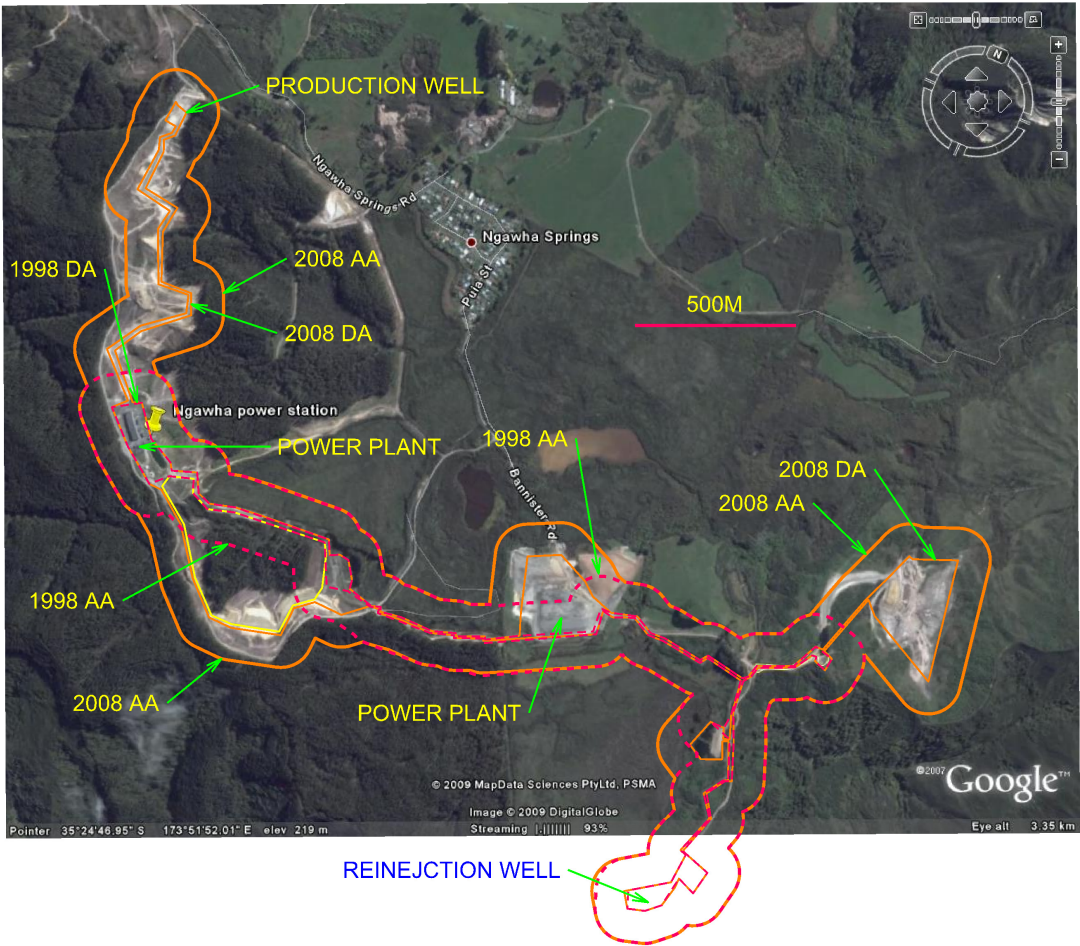 N
PRODUCTION WELL
Ngawha Springs Rd
Ngawha Springs
1998 DA
2008 AA
Puia St
500M
2008 DA
Ngawha power station
POWER PLANT
1998 AA
2008 DA
2008 AA
Bannister Rd
1998 AA
2008 AA
POWER PLANT
©2007 Google™
© 2009 MapData Sciences PtyLtd, PSMA
Image © 2009 DigitalGlobe
Pointer 35°24'46.95" S 173°51'52.01" E elev 219 m Streaming |.||||||| 93% Eye alt 3.35 km
REINEJCTION WELL